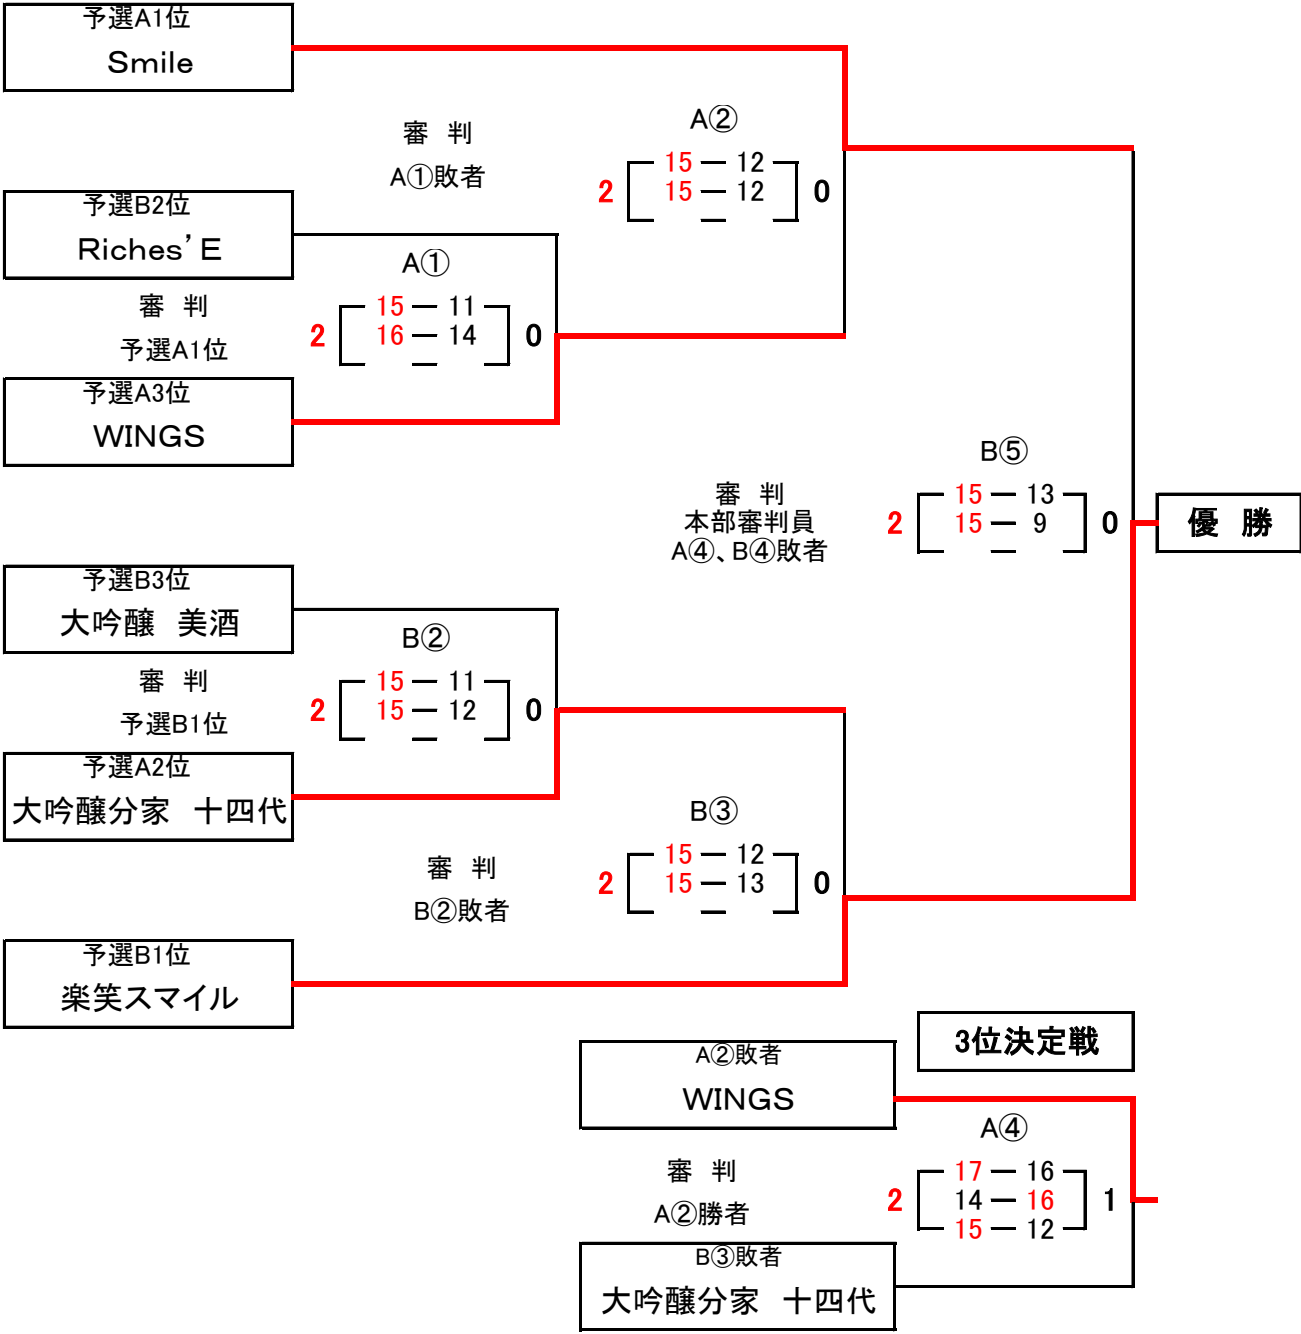 予選A1位
Smile
審 判
A①敗者
A②
2 15 — 12 0
15 — 12
—
予選B2位
Riches'E
審 判
予選A1位
A①
2 15 — 11 0
16 — 14
—
予選A3位
WINGS
審 判
本部審判員
A④、B④敗者
B⑤
2 15 — 13 0
15 — 9
—
優 勝
予選B3位
大吟醸 美酒
審 判
予選B1位
B②
2 15 — 11 0
15 — 12
—
予選A2位
大吟醸分家 十四代
審 判
B②敗者
B③
2 15 — 12 0
15 — 13
—
予選B1位
楽笑スマイル
3位決定戦
A②敗者
WINGS
審 判
A②勝者
A④
17 — 16
2 14 — 16 1
15 — 12
B③敗者
大吟醸分家 十四代